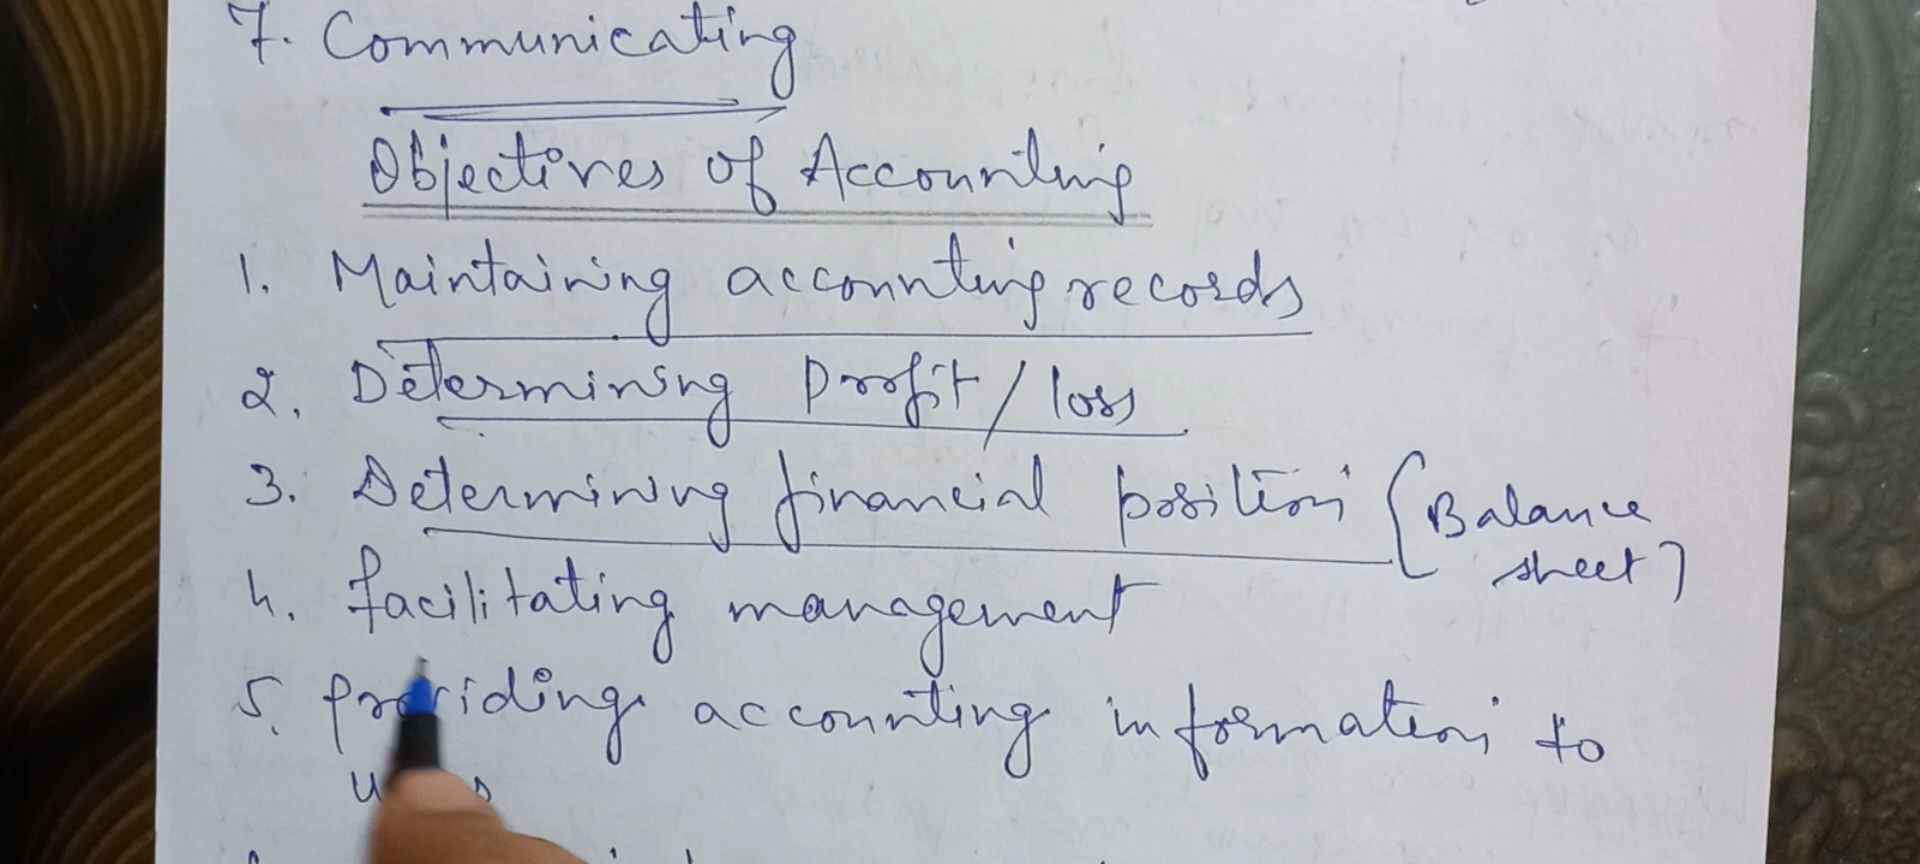 7. Communicating
Objectives of Accounting
1. Maintaining accounting records
2. Determining Profit/loss
3. Determining financial position (Balance
sheet)
4. facilitating management
5. providing accounting information to